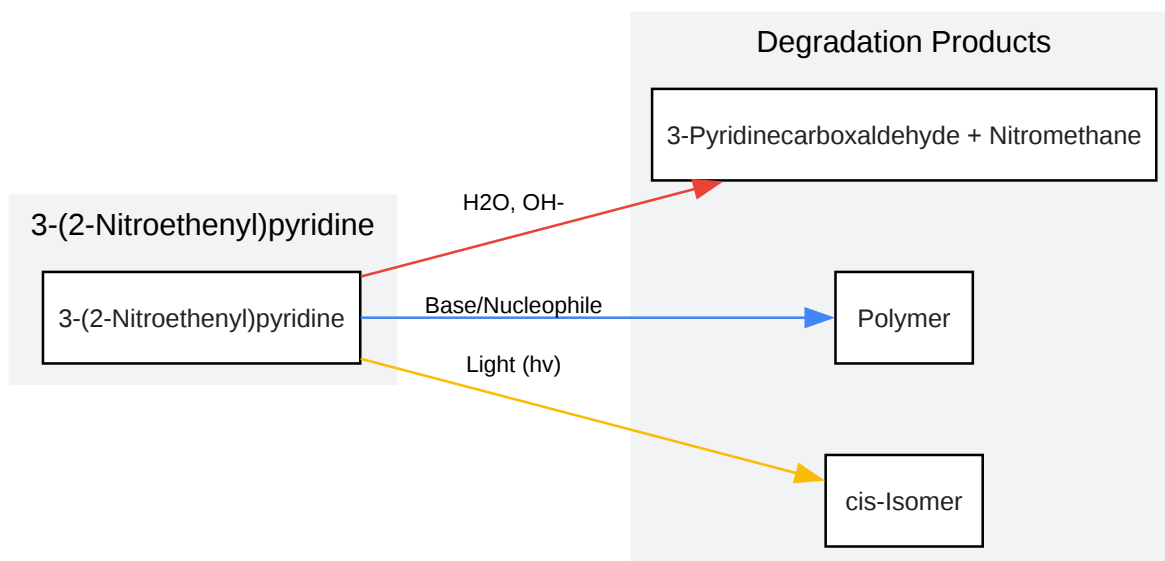 Degradation Products
3-Pyridinecarboxaldehyde + Nitromethane
H2O, OH-
3-(2-Nitroethenyl)pyridine
3-(2-Nitroethenyl)pyridine
Base/Nucleophile
Polymer
Light (hv)
cis-Isomer